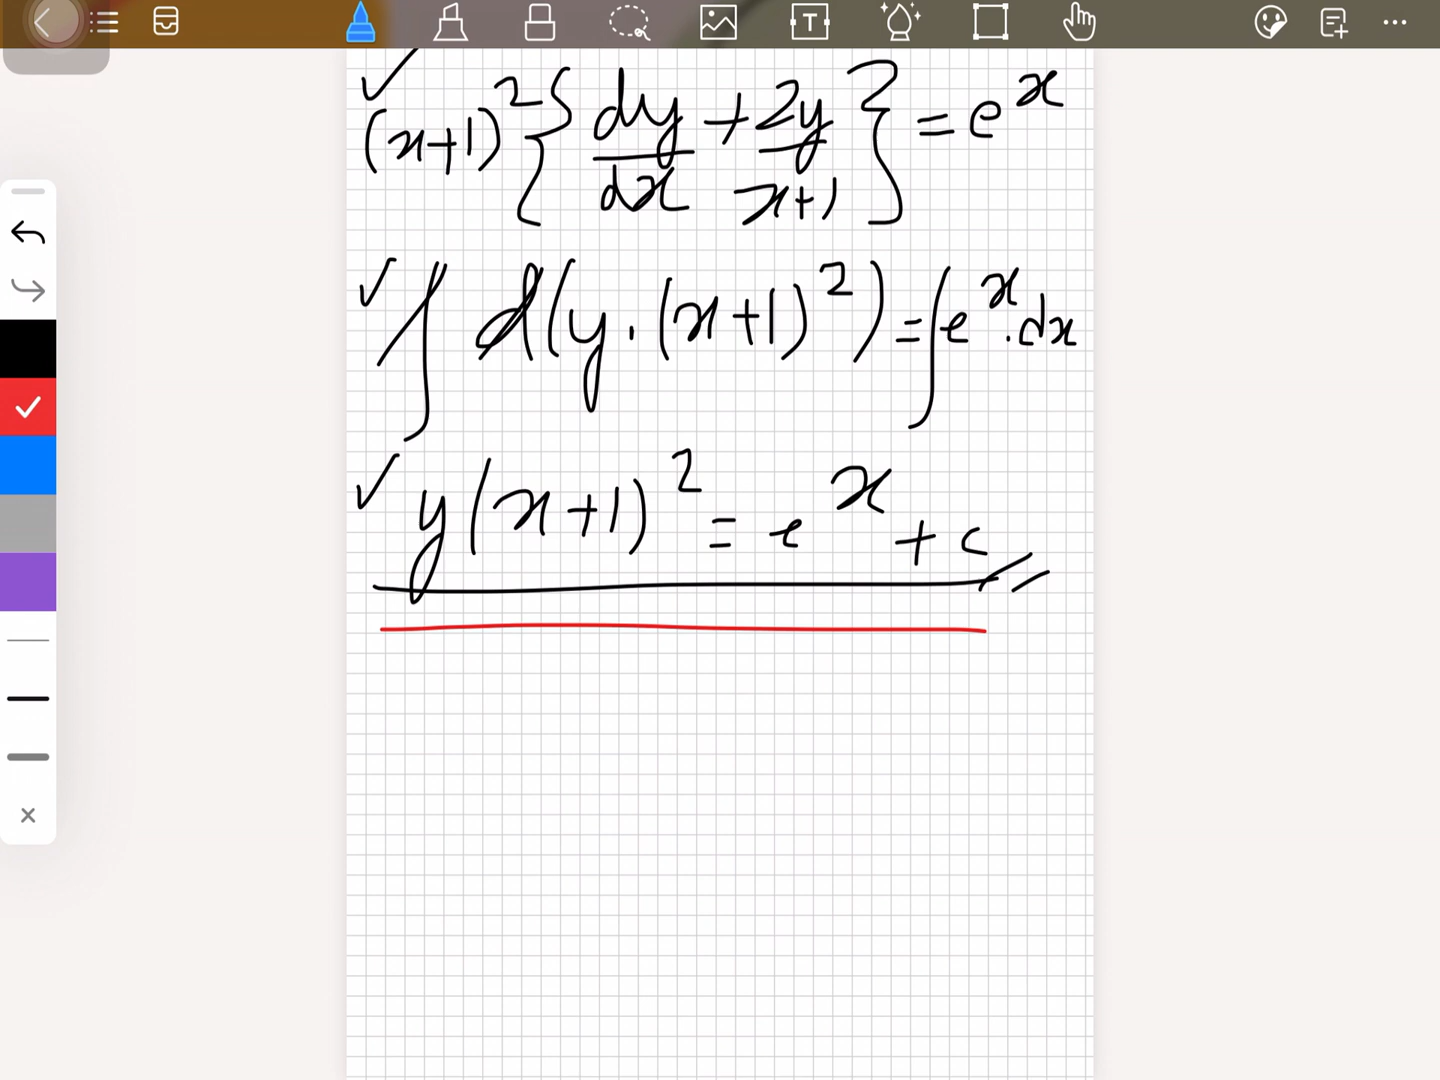 T
(x+1)²{dy/dx + 2y/x+1} = eˣ
∫ d(y.(x+1)²) = ∫eˣ.dx
y(x+1)² = eˣ + c